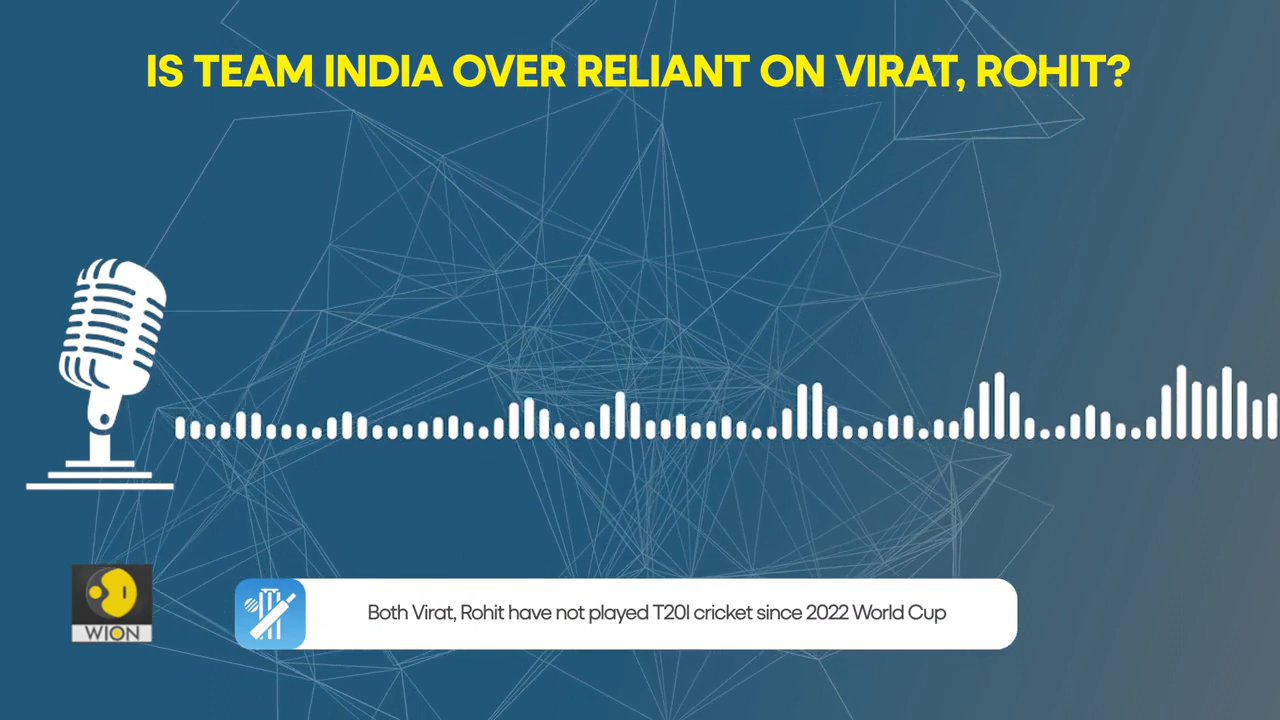 IS TEAM INDIA OVER RELIANT ON VIRAT, ROHIT?
WION
Both Virat, Rohit have not played T20I cricket since 2022 World Cup